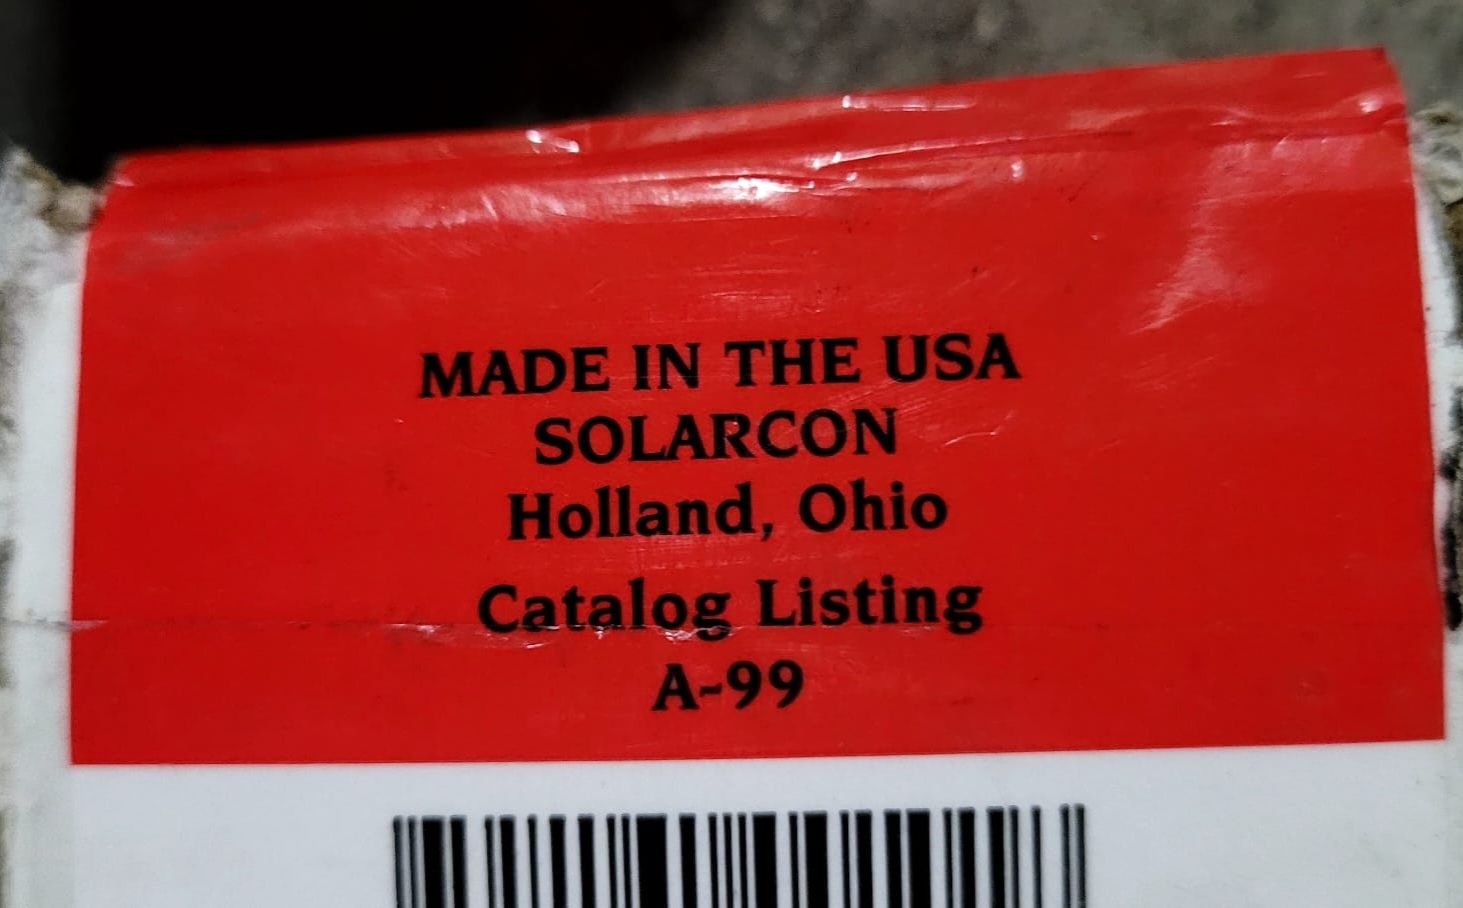 MADE IN THE USA
SOLARCON
Holland, Ohio
Catalog Listing
A-99